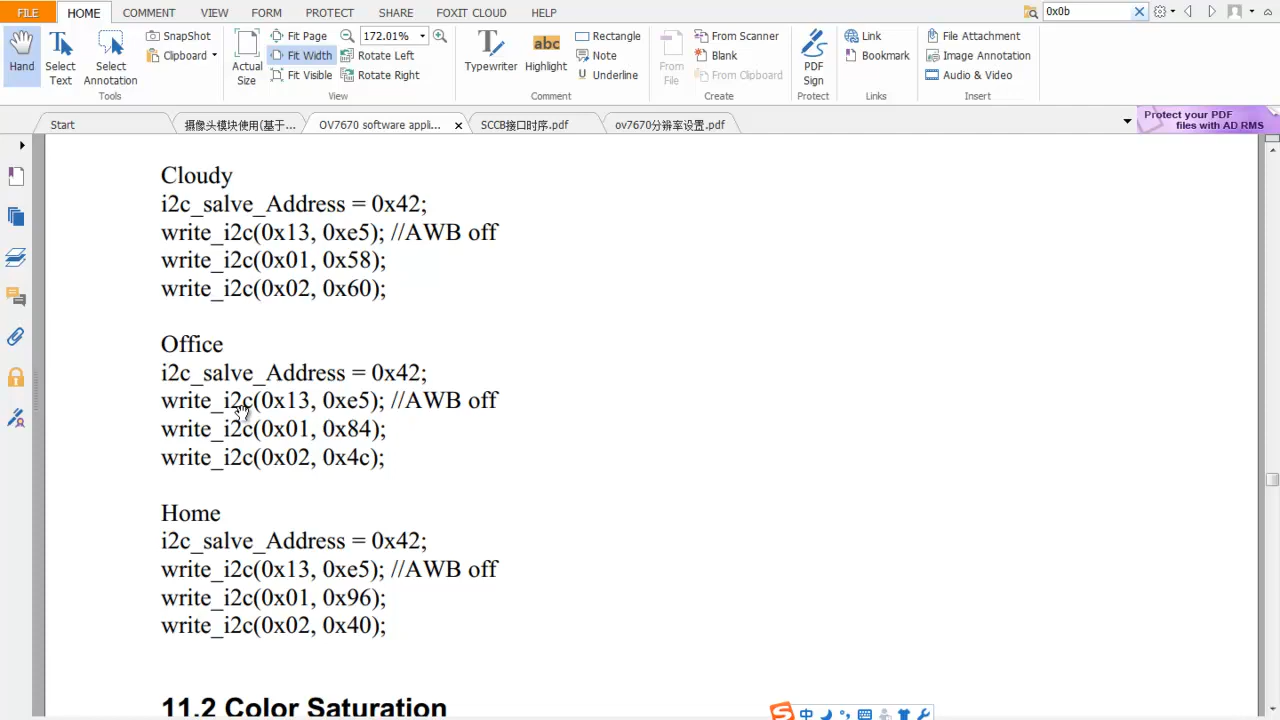 FILE HOME COMMENT VIEW FORM PROTECT SHARE FOXIT CLOUD HELP 0x0b
SnapShot Fit Page 172.01% Rectangle From Scanner Link File Attachment
Clipboard Fit Width Rotate Left Note Blank Bookmark Image Annotation
Hand Select Text Select Annotation Actual Size Fit Visible Rotate Right Typewriter Highlight Underline From File From Clipboard PDF Sign Audio & Video
Tools View Comment Create Protect Links Insert
Start 摄像头模块使用(基于... OV7670 software appli... SCCB接口时序.pdf ov7670分辨率设置.pdf
Protect your PDF
files with AD RMS
Cloudy
i2c_salve_Address = 0x42;
write_i2c(0x13, 0xe5); //AWB off
write_i2c(0x01, 0x58);
write_i2c(0x02, 0x60);
Office
i2c_salve_Address = 0x42;
write_i2c(0x13, 0xe5); //AWB off
write_i2c(0x01, 0x84);
write_i2c(0x02, 0x4c);
Home
i2c_salve_Address = 0x42;
write_i2c(0x13, 0xe5); //AWB off
write_i2c(0x01, 0x96);
write_i2c(0x02, 0x40);
11.2 Color Saturation
中